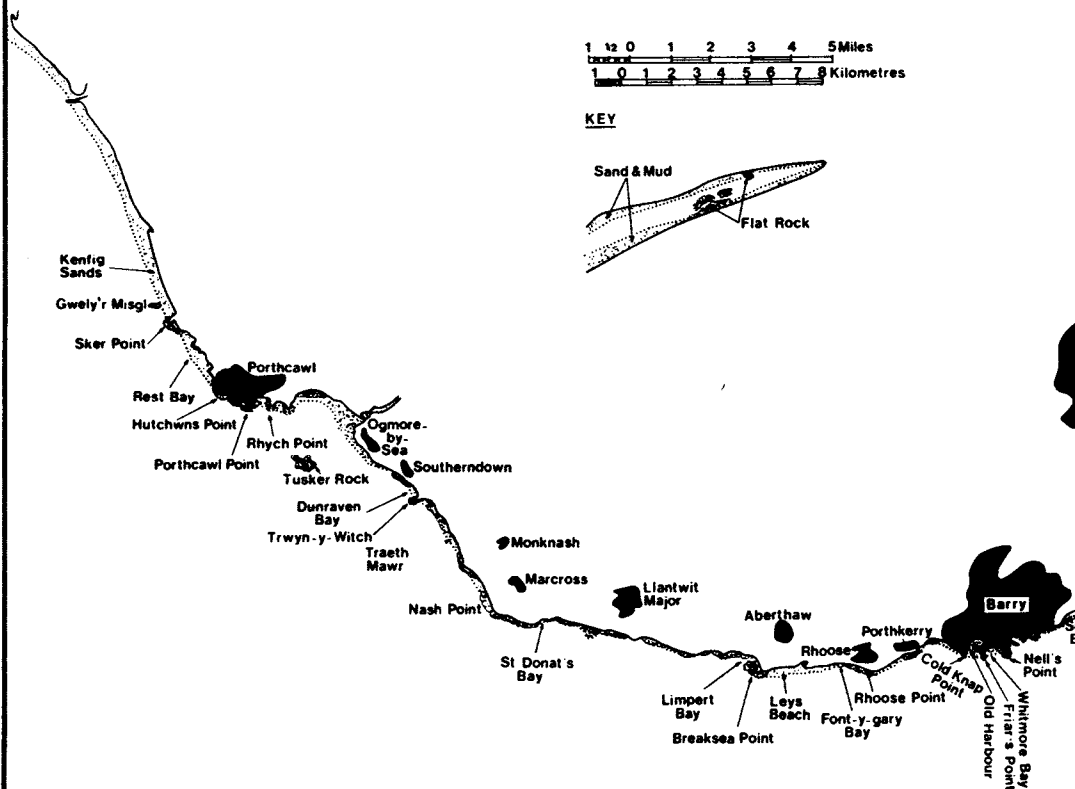 1 ½ 0 1 2 3 4 5 Miles
1 0 1 2 3 4 5 6 7 8 Kilometres
KEY
Sand & Mud
Flat Rock
Kenfig
Sands
Gwely'r Misgl
Sker Point
Porthcawl
Rest Bay
Hutchwns Point
Rhych Point
Porthcawl Point
Tusker Rock
Ogmore-
by-
Sea
Southerndown
Dunraven
Bay
Trwyn-y-Witch
Traeth
Mawr
Monknash
Marcross
Nash Point
Llantwit
Major
St Donat's
Bay
Aberthaw
Limpert
Bay
Breaksea Point
Leys
Beach
Rhoose
Porthkerry
Font-y-gary
Bay
Rhoose Point
Barry
Cold Knap
Point
Old Harbour
Friar's Point
Whitmore Bay
Nell's
Point